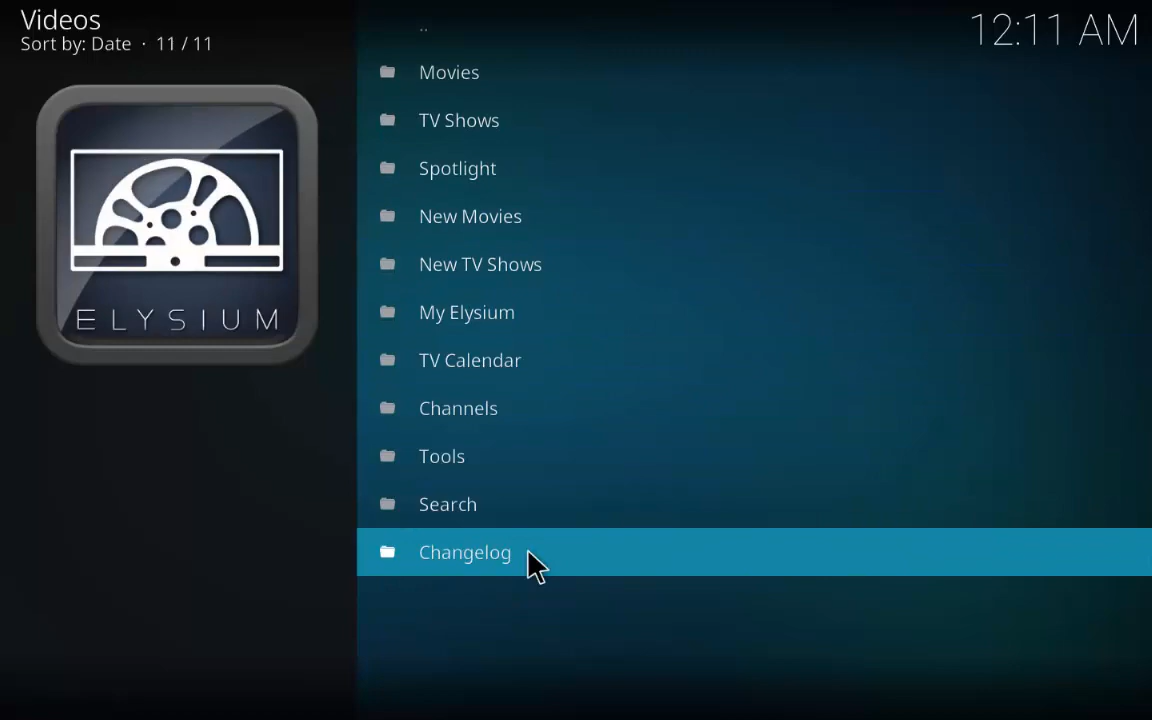 Videos
Sort by: Date · 11 / 11
12:11 AM
ELYSIUM
..
Movies
TV Shows
Spotlight
New Movies
New TV Shows
My Elysium
TV Calendar
Channels
Tools
Search
Changelog